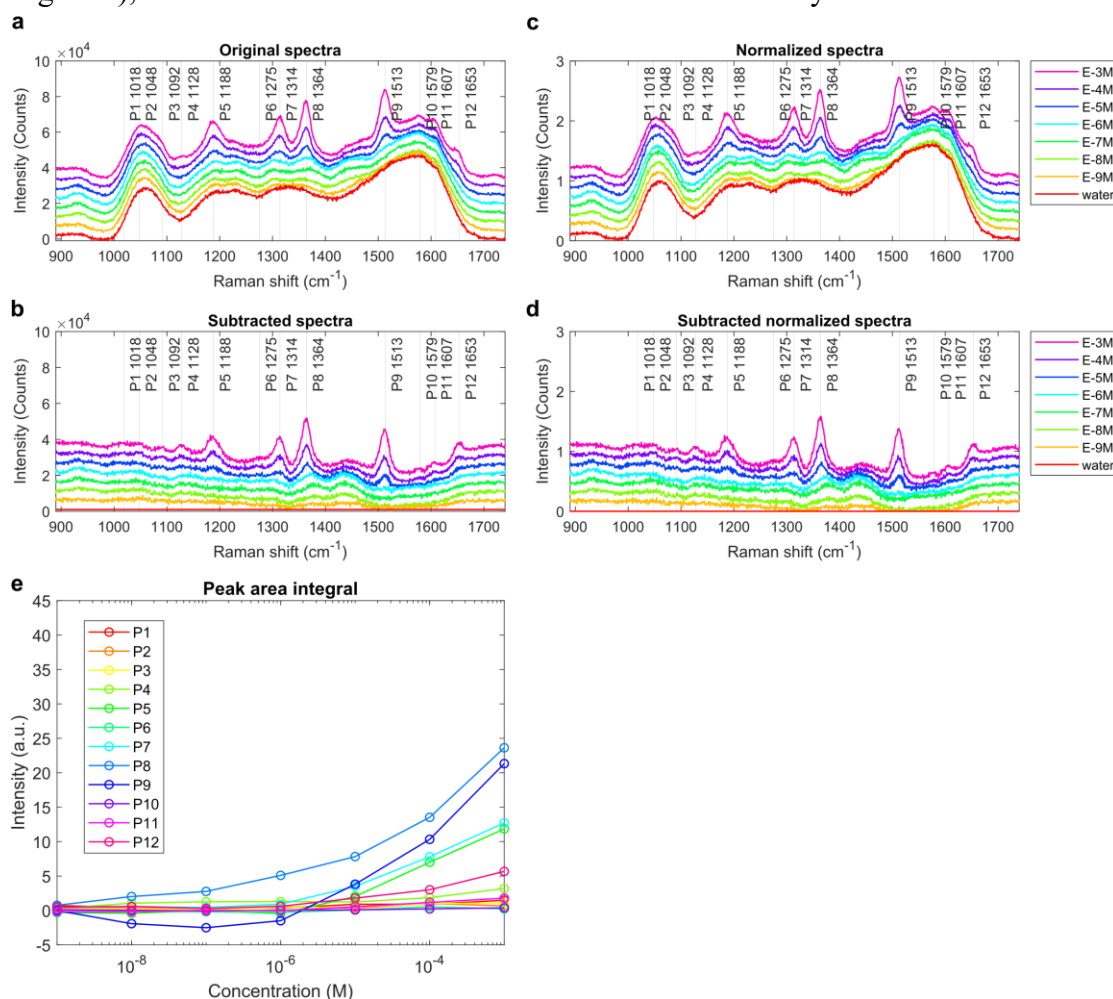 a
Original spectra
×10⁴
Intensity (Counts)
10
8
6
4
2
0
P1 1018
P2 1048
P3 1092
P4 1128
P5 1188
P6 1275
P7 1314
P8 1364
P9 1513
P10 1579
P11 1607
P12 1653
900 1000 1100 1200 1300 1400 1500 1600 1700
Raman shift (cm⁻¹)
c
Normalized spectra
Intensity (Counts)
3
2
1
0
P1 1018
P2 1048
P3 1092
P4 1128
P5 1188
P6 1275
P7 1314
P8 1364
P9 1513
P10 1579
P11 1607
P12 1653
900 1000 1100 1200 1300 1400 1500 1600 1700
Raman shift (cm⁻¹)
E-3M
E-4M
E-5M
E-6M
E-7M
E-8M
E-9M
water
b
Subtracted spectra
×10⁴
Intensity (Counts)
10
8
6
4
2
0
P1 1018
P2 1048
P3 1092
P4 1128
P5 1188
P6 1275
P7 1314
P8 1364
P9 1513
P10 1579
P11 1607
P12 1653
900 1000 1100 1200 1300 1400 1500 1600 1700
Raman shift (cm⁻¹)
d
Subtracted normalized spectra
Intensity (Counts)
3
2
1
0
P1 1018
P2 1048
P3 1092
P4 1128
P5 1188
P6 1275
P7 1314
P8 1364
P9 1513
P10 1579
P11 1607
P12 1653
900 1000 1100 1200 1300 1400 1500 1600 1700
Raman shift (cm⁻¹)
E-3M
E-4M
E-5M
E-6M
E-7M
E-8M
E-9M
water
e
Peak area integral
Intensity (a.u.)
45
40
35
30
25
20
15
10
5
0
-5
P1
P2
P3
P4
P5
P6
P7
P8
P9
P10
P11
P12
10⁻⁸ 10⁻⁶ 10⁻⁴
Concentration (M)